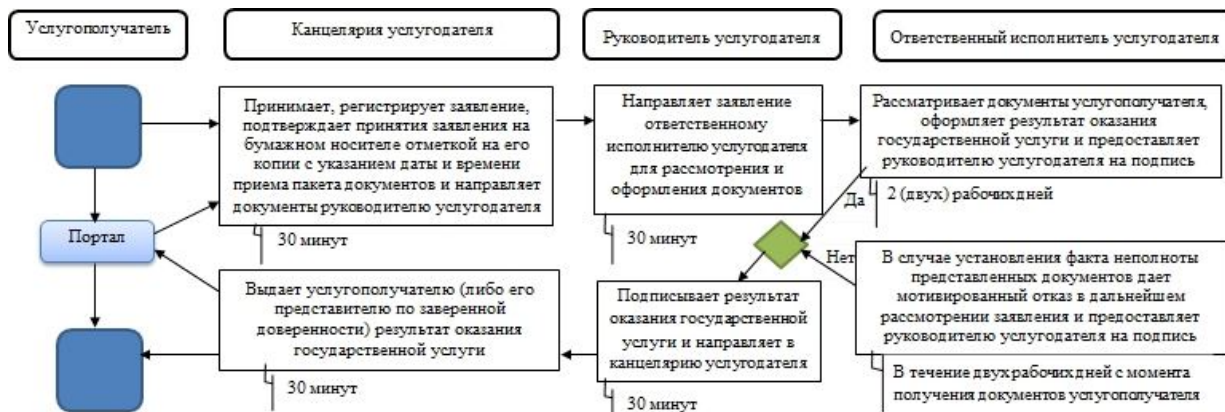 Услугополучатель
Канцелярия услугодателя
Руководитель услугодателя
Ответственный исполнитель услугодателя
Принимает, регистрирует заявление,
подтверждает принятия заявления на
бумажном носителе отметкой на его
копии с указанием даты и времени
приема пакета документов и направляет
документы руководителю услугодателя
30 минут
Направляет заявление
ответственному
исполнителю услугодателя
для рассмотрения и
оформления документов
30 минут
Рассматривает документы услугополучателя,
оформляет результат оказания
государственной услуги и предоставляет
руководителю услугодателя на подпись
2 (двух) рабочих дней
Да
Портал
Нет
В случае установления факта неполноты
представленных документов дает
мотивированный отказ в дальнейшем
рассмотрении заявления и предоставляет
руководителю услугодателя на подпись
В течение двух рабочих дней с момента
получения документов услугополучателя
Подписывает результат
оказания государственной
услуги и направляет в
канцелярию услугодателя
30 минут
Выдает услугополучателю (либо его
представителю по заверенной
доверенности) результат оказания
государственной услуги
30 минут